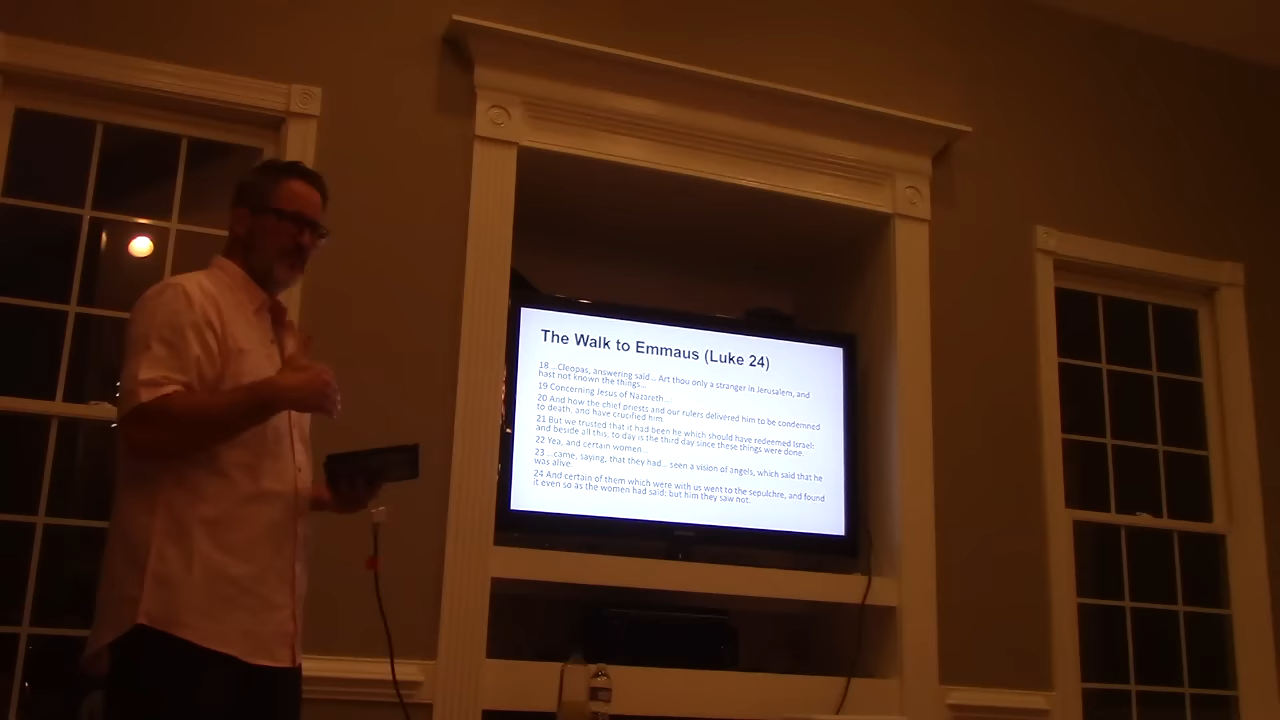 The Walk to Emmaus (Luke 24)
18 ...Cleopas, answering said... Art thou only a stranger in Jerusalem, and
hast not known the things...
19 Concerning Jesus of Nazareth...
20 And how the chief priests and our rulers delivered him to be condemned
to death, and have crucified him.
21 But we trusted that it had been he which should have redeemed Israel:
and beside all this, to day is the third day since these things were done.
22 Yea, and certain women...
23 ...came, saying, that they had... seen a vision of angels, which said that he
was alive.
24 And certain of them which were with us went to the sepulchre, and found
it even so as the women had said: but him they saw not.